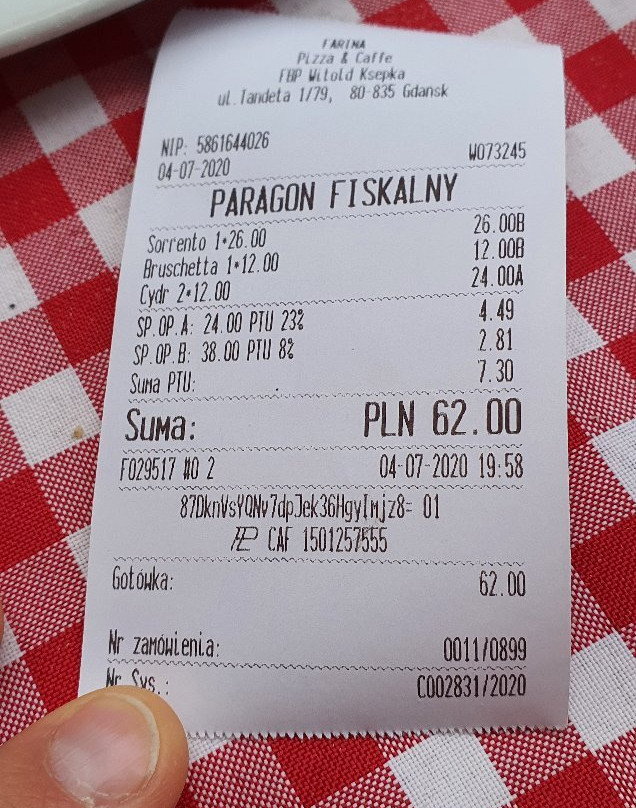 FARINA
Pizza & Caffe
FBP Witold Ksepka
ul.Tandeta 1/79, 80-835 Gdańsk
NIP: 5861644026
04-07-2020 W073245
PARAGON FISKALNY
Sorrento 1*26.00 26.00B
Bruschetta 1*12.00 12.00B
Cydr 2*12.00 24.00A
SP.OP.A: 24.00 PTU 23% 4.49
SP.OP.B: 38.00 PTU 8% 2.81
Suma PTU: 7.30
Suma: PLN 62.00
F029517 #0 2 04-07-2020 19:58
87DknVsYQNv7dpJek36HgyImjz8= 01
CAF 1501257555
Gotówka: 62.00
Nr zamówienia: 0011/0899
Nr Sys.: C002831/2020